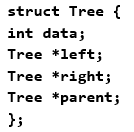 struct Tree {
int data;
Tree *left;
Tree *right;
Tree *parent;
};